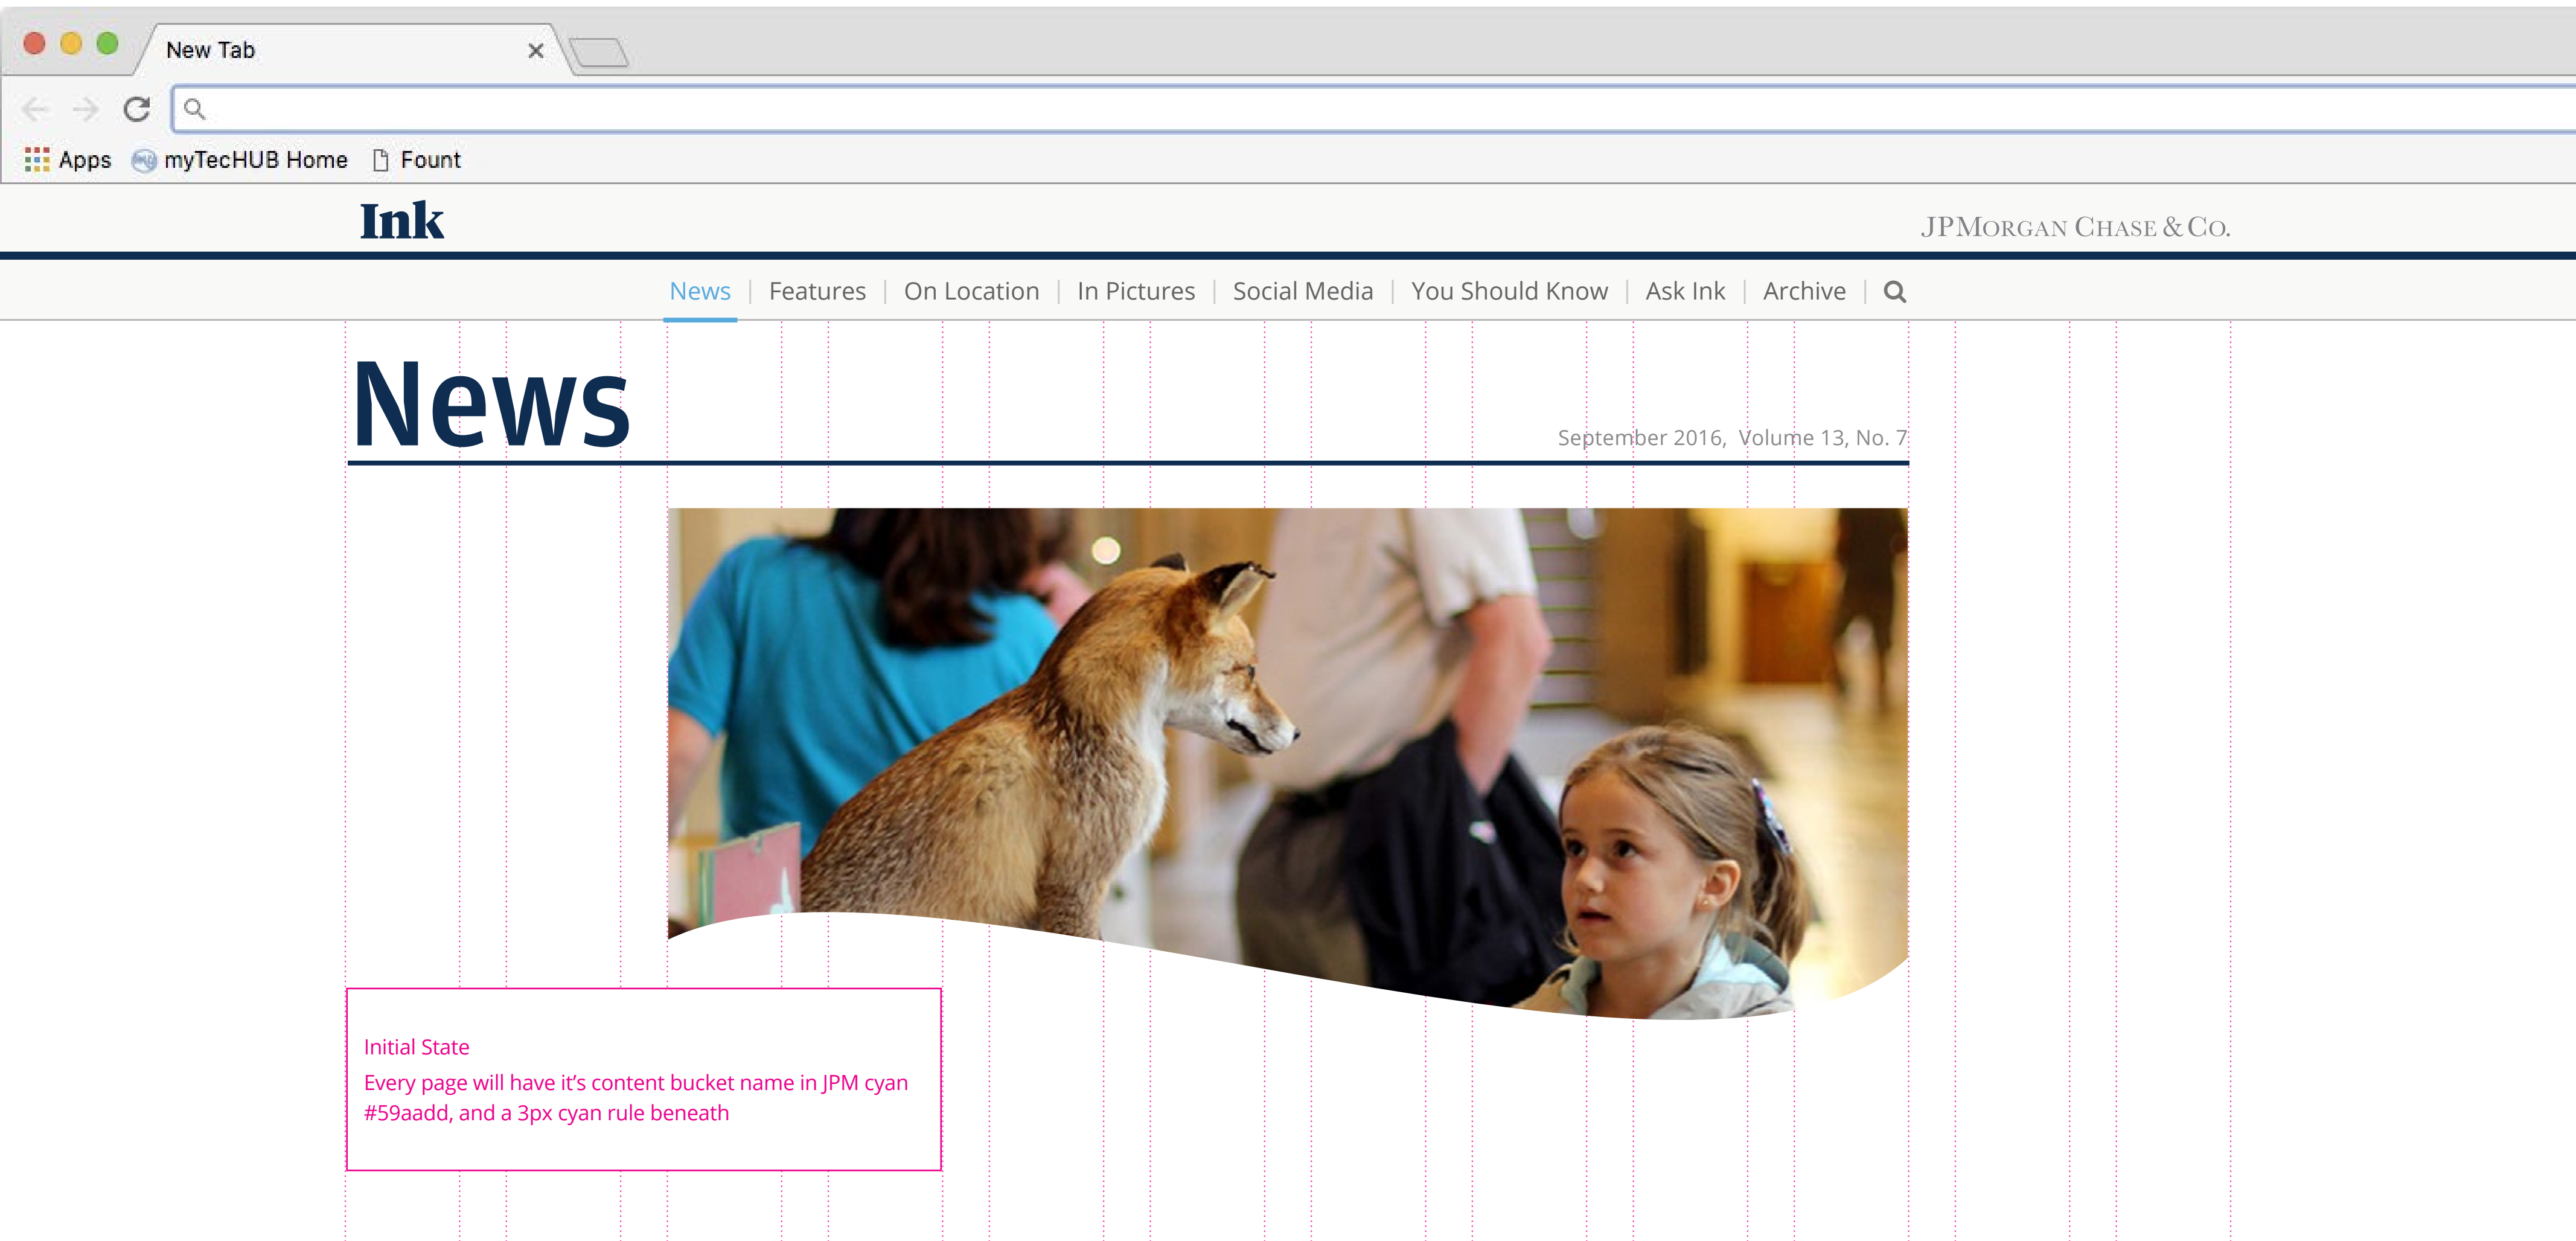 New Tab
Apps myTecHUB Home Fount
Ink
JPMORGAN CHASE & CO.
News | Features | On Location | In Pictures | Social Media | You Should Know | Ask Ink | Archive |
News
September 2016, Volume 13, No. 7
Initial State
Every page will have it’s content bucket name in JPM cyan
#59aadd, and a 3px cyan rule beneath